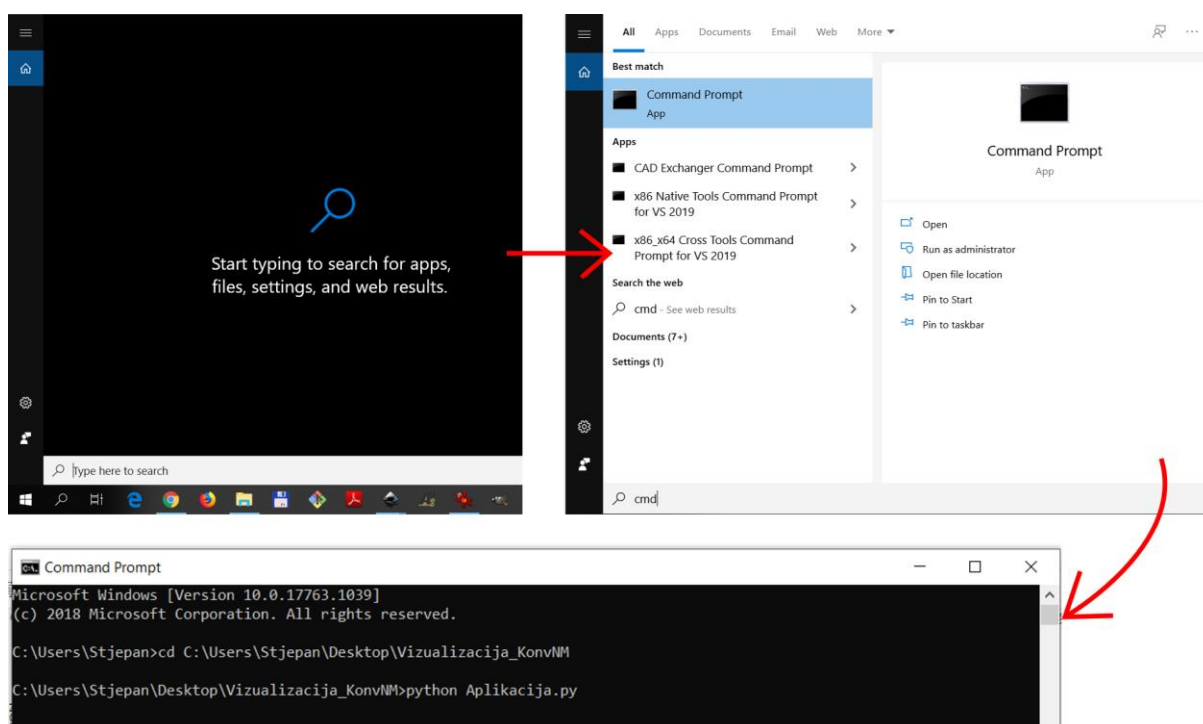 Start typing to search for apps,
files, settings, and web results.
Type here to search
All Apps Documents Email Web More
Best match
Command Prompt
App
Apps
CAD Exchanger Command Prompt
x86 Native Tools Command Prompt
for VS 2019
x86_x64 Cross Tools Command
Prompt for VS 2019
Search the web
cmd - See web results
Documents (7+)
Settings (1)
Command Prompt
App
Open
Run as administrator
Open file location
Pin to Start
Pin to taskbar
cmd
Command Prompt
Microsoft Windows [Version 10.0.17763.1039]
(c) 2018 Microsoft Corporation. All rights reserved.
C:\Users\Stjepan>cd C:\Users\Stjepan\Desktop\Vizualizacija_KonvNM
C:\Users\Stjepan\Desktop\Vizualizacija_KonvNM>python Aplikacija.py